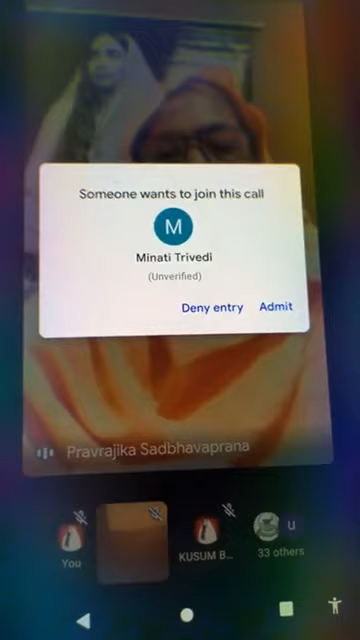 Someone wants to join this call
M
Minati Trivedi
(Unverified)
Deny entry Admit
Pravrajika Sadbhavaprana
You
KUSUM B...
U
33 others